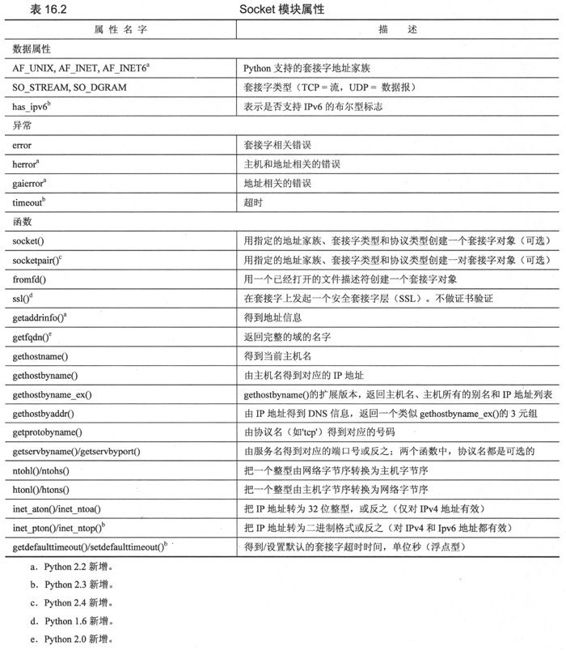 表 16.2 Socket 模块属性
属 性 名 字 描 述
数据属性
AF_UNIX, AF_INET, AF_INET6a Python 支持的套接字地址家族
SO_STREAM, SO_DGRAM 套接字类型（TCP = 流，UDP = 数据报）
has_ipv6b 表示是否支持 IPv6 的布尔型标志
异常
error 套接字相关错误
herrora 主机和地址相关的错误
gaierrora 地址相关的错误
timeoutb 超时
函数
socket() 用指定的地址家族、套接字类型和协议类型创建一个套接字对象（可选）
socketpair()c 用指定的地址家族、套接字类型和协议类型创建一对套接字对象（可选）
fromfd() 用一个已经打开的文件描述符创建一个套接字对象
ssl()d 在套接字上发起一个安全套接字层（SSL）。不做证书验证
getaddrinfo()a 得到地址信息
getfqdn()e 返回完整的域的名字
gethostname() 得到当前主机名
gethostbyname() 由主机名得到对应的 IP 地址
gethostbyname_ex() gethostbyname()的扩展版本，返回主机名、主机所有的别名和 IP 地址列表
gethostbyaddr() 由 IP 地址得到 DNS 信息，返回一个类似 gethostbyname_ex()的 3 元组
getprotobyname() 由协议名（如'tcp'）得到对应的号码
getservbyname()/getservbyport() 由服务名得到对应的端口号或反之；两个函数中，协议名都是可选的
ntohl()/ntohs() 把一个整型由网络字节序转换为主机字节序
htonl()/htons() 把一个整型由主机字节序转换为网络字节序
inet_aton()/inet_ntoa() 把 IP 地址转为 32 位整型，或反之（仅对 IPv4 地址有效）
inet_pton()/inet_ntop()b 把 IP 地址转为二进制格式或反之（对 IPv4 和 Ipv6 地址都有效）
getdefaulttimeout()/setdefaulttimeout()b 得到/设置默认的套接字超时时间，单位秒（浮点型）
a．Python 2.2 新增。
b．Python 2.3 新增。
c．Python 2.4 新增。
d．Python 1.6 新增。
e．Python 2.0 新增。